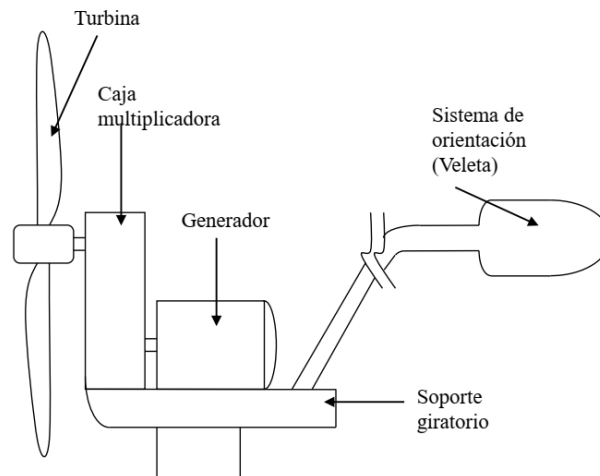 Turbina
Caja
multiplicadora
Sistema de
orientación
(Veleta)
Generador
Soporte
giratorio